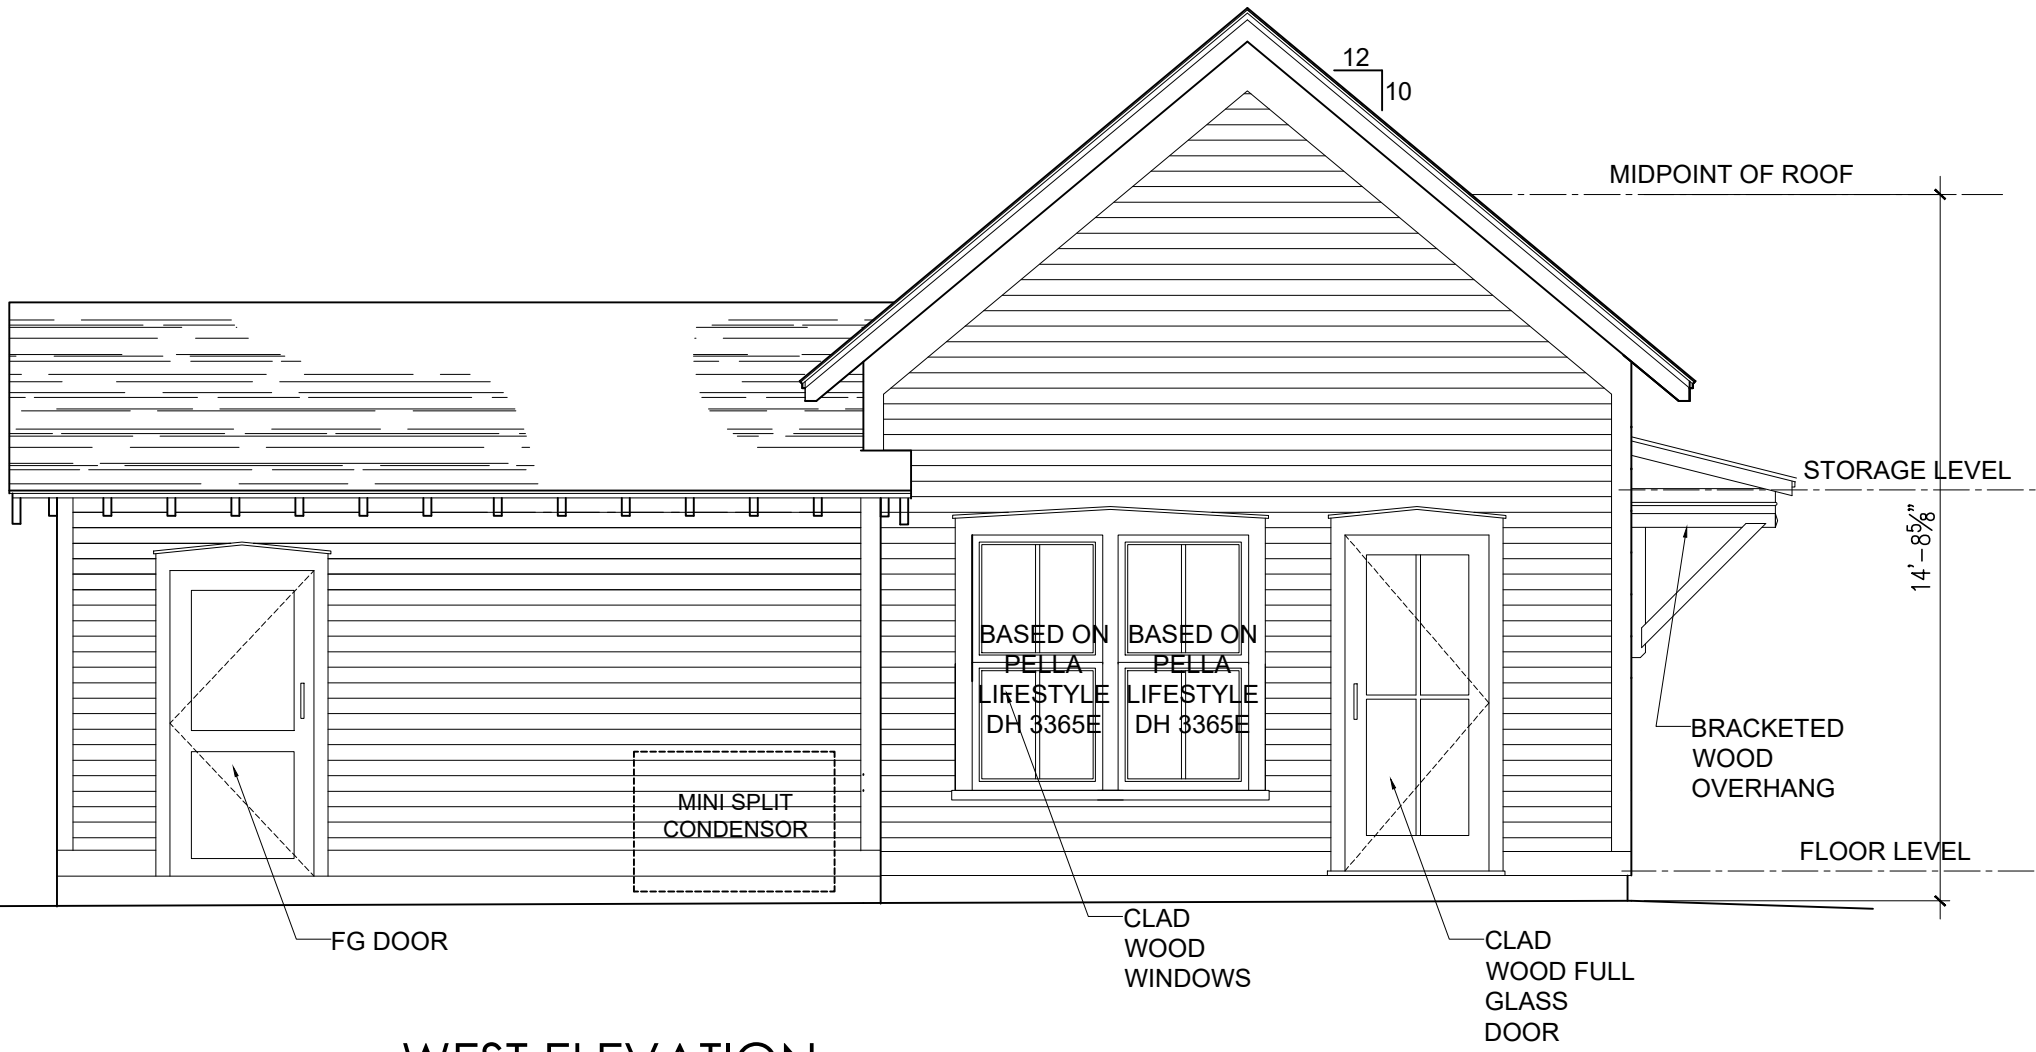 12
10
MIDPOINT OF ROOF
STORAGE LEVEL
14'-8⅝"
BASED ON
PELLA
LIFESTYLE
DH 3365E
BASED ON
PELLA
LIFESTYLE
DH 3365E
BRACKETED
WOOD
OVERHANG
MINI SPLIT
CONDENSOR
FLOOR LEVEL
FG DOOR
CLAD
WOOD
WINDOWS
CLAD
WOOD FULL
GLASS
DOOR
WEST ELEVATION